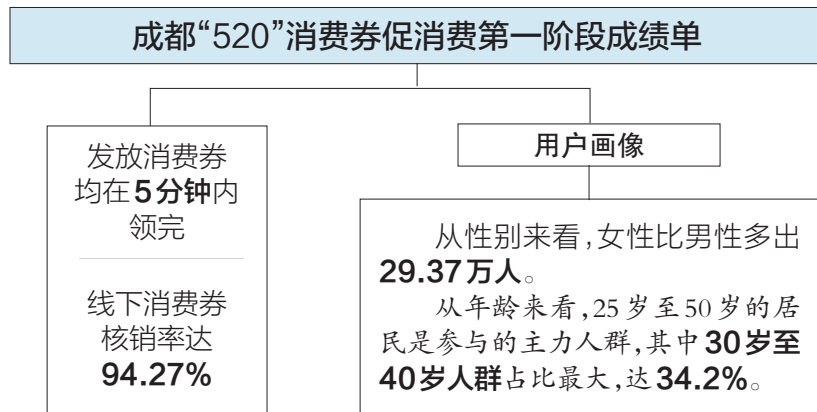 成都“520”消费券促消费第一阶段成绩单
发放消费券
均在5分钟内
领完
线下消费券
核销率达
94.27%
用户画像
从性别来看,女性比男性多出
29.37万人。
从年龄来看,25岁至50岁的居
民是参与的主力人群,其中30岁至
40岁人群占比最大,达34.2%。